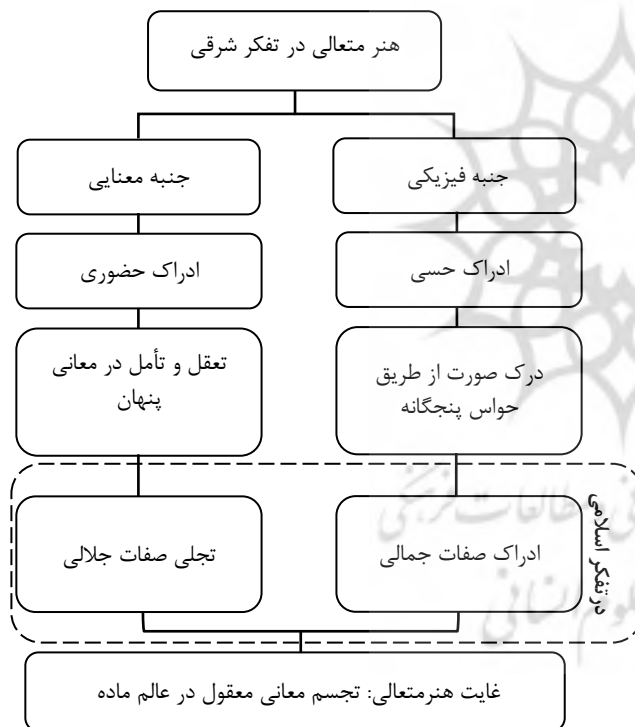 هنر متعالی در تفکر شرقی
جنبه فیزیکی
جنبه معنایی
ادراک حسی
ادراک حضوری
درک صورت از طریق
حواس پنجگانه
تعقل و تأمل در معانی
پنهان
ادراک صفات جمالی
تجلی صفات جلالی
در تفکر اسلامی
غایت هنرمتعالی: تجسم معانی معقول در عالم ماده